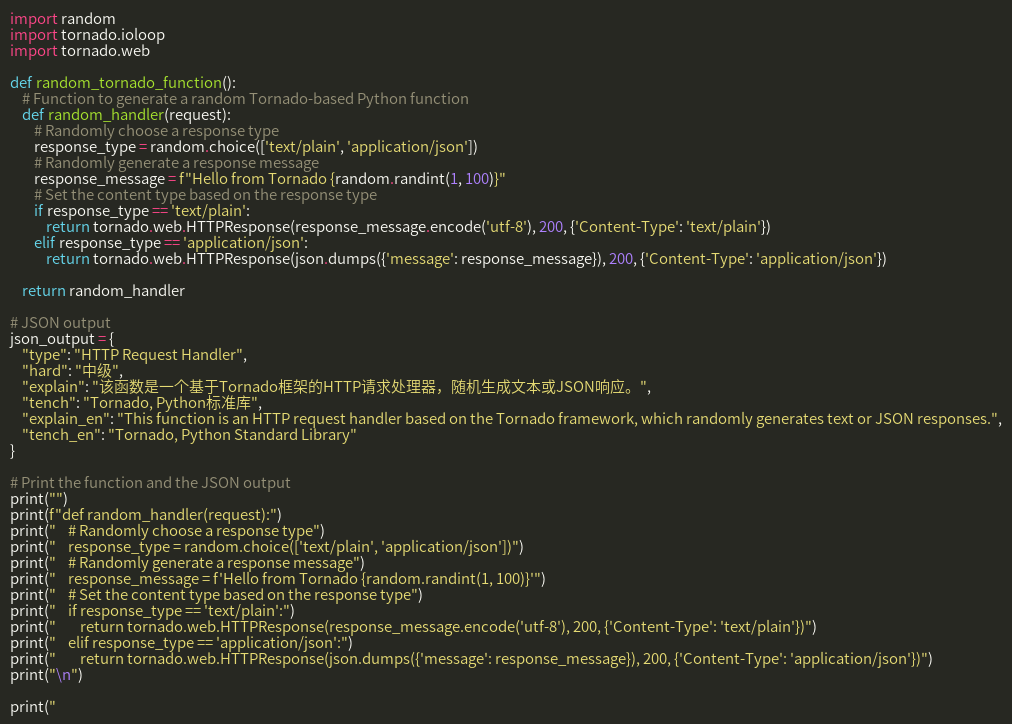 import random
import tornado.ioloop
import tornado.web

def random_tornado_function():
    # Function to generate a random Tornado-based Python function
    def random_handler(request):
        # Randomly choose a response type
        response_type = random.choice(['text/plain', 'application/json'])
        # Randomly generate a response message
        response_message = f"Hello from Tornado {random.randint(1, 100)}"
        # Set the content type based on the response type
        if response_type == 'text/plain':
            return tornado.web.HTTPResponse(response_message.encode('utf-8'), 200, {'Content-Type': 'text/plain'})
        elif response_type == 'application/json':
            return tornado.web.HTTPResponse(json.dumps({'message': response_message}), 200, {'Content-Type': 'application/json'})

    return random_handler

# JSON output
json_output = {
    "type": "HTTP Request Handler",
    "hard": "中级",
    "explain": "该函数是一个基于Tornado框架的HTTP请求处理器，随机生成文本或JSON响应。",
    "tench": "Tornado, Python标准库",
    "explain_en": "This function is an HTTP request handler based on the Tornado framework, which randomly generates text or JSON responses.",
    "tench_en": "Tornado, Python Standard Library"
}

# Print the function and the JSON output
print("")
print(f"def random_handler(request):")
print("    # Randomly choose a response type")
print("    response_type = random.choice(['text/plain', 'application/json'])")
print("    # Randomly generate a response message")
print("    response_message = f'Hello from Tornado {random.randint(1, 100)}'")
print("    # Set the content type based on the response type")
print("    if response_type == 'text/plain':")
print("        return tornado.web.HTTPResponse(response_message.encode('utf-8'), 200, {'Content-Type': 'text/plain'})")
print("    elif response_type == 'application/json':")
print("        return tornado.web.HTTPResponse(json.dumps({'message': response_message}), 200, {'Content-Type': 'application/json'})")
print("\n")

print("